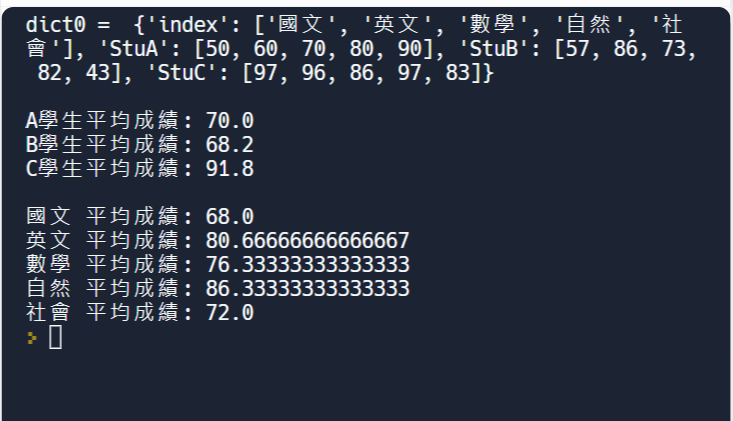 dict0 =  {'index': ['國文', '英文', '數學', '自然', '社
會'], 'StuA': [50, 60, 70, 80, 90], 'StuB': [57, 86, 73,
 82, 43], 'StuC': [97, 96, 86, 97, 83]}
A學生平均成績: 70.0
B學生平均成績: 68.2
C學生平均成績: 91.8
國文 平均成績: 68.0
英文 平均成績: 80.66666666666667
數學 平均成績: 76.33333333333333
自然 平均成績: 86.33333333333333
社會 平均成績: 72.0